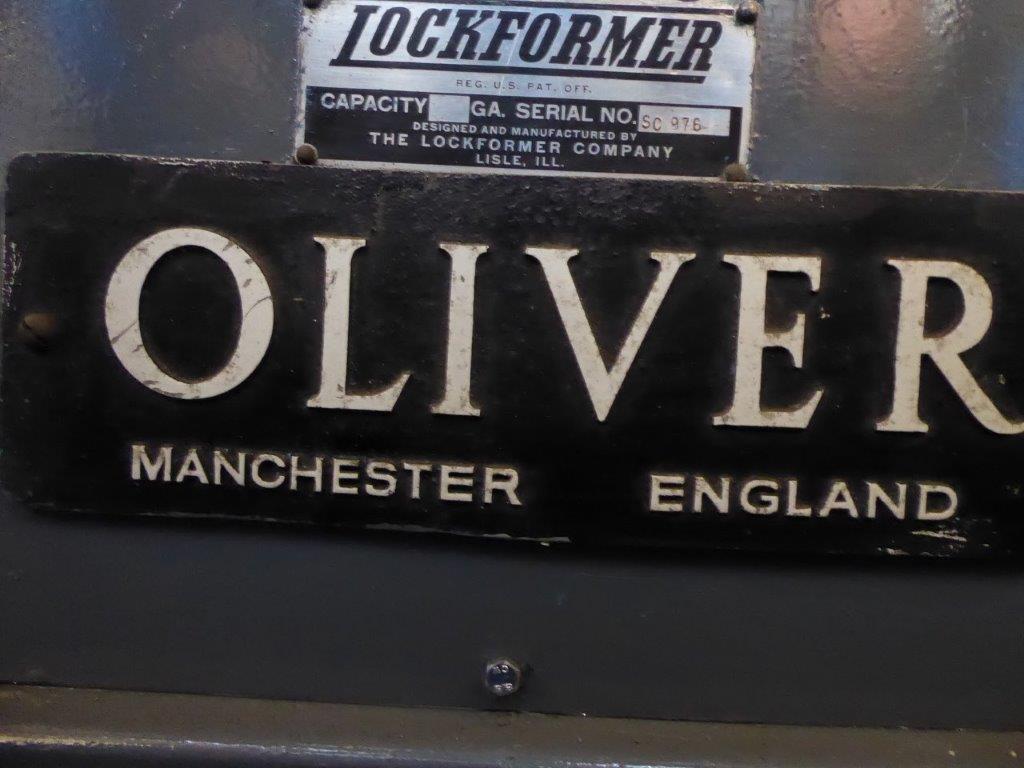 LOCKFORMER
REG. U.S. PAT. OFF.
CAPACITY GA. SERIAL NO. SC 976
DESIGNED AND MANUFACTURED BY
THE LOCKFORMER COMPANY
LISLE, ILL.
OLIVER
MANCHESTER ENGLAND